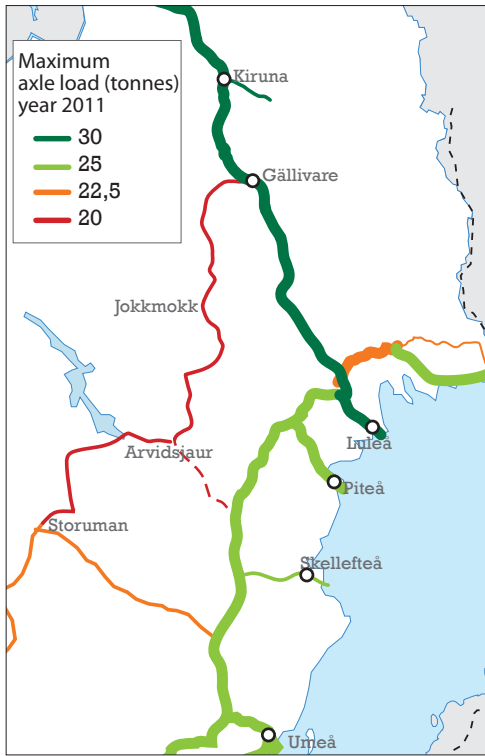 Maximum
axle load (tonnes)
year 2011
30
25
22,5
20
Kiruna
Gällivare
Jokkmokk
Luleå
Arvidsjaur
Piteå
Storuman
Skellefteå
Umeå